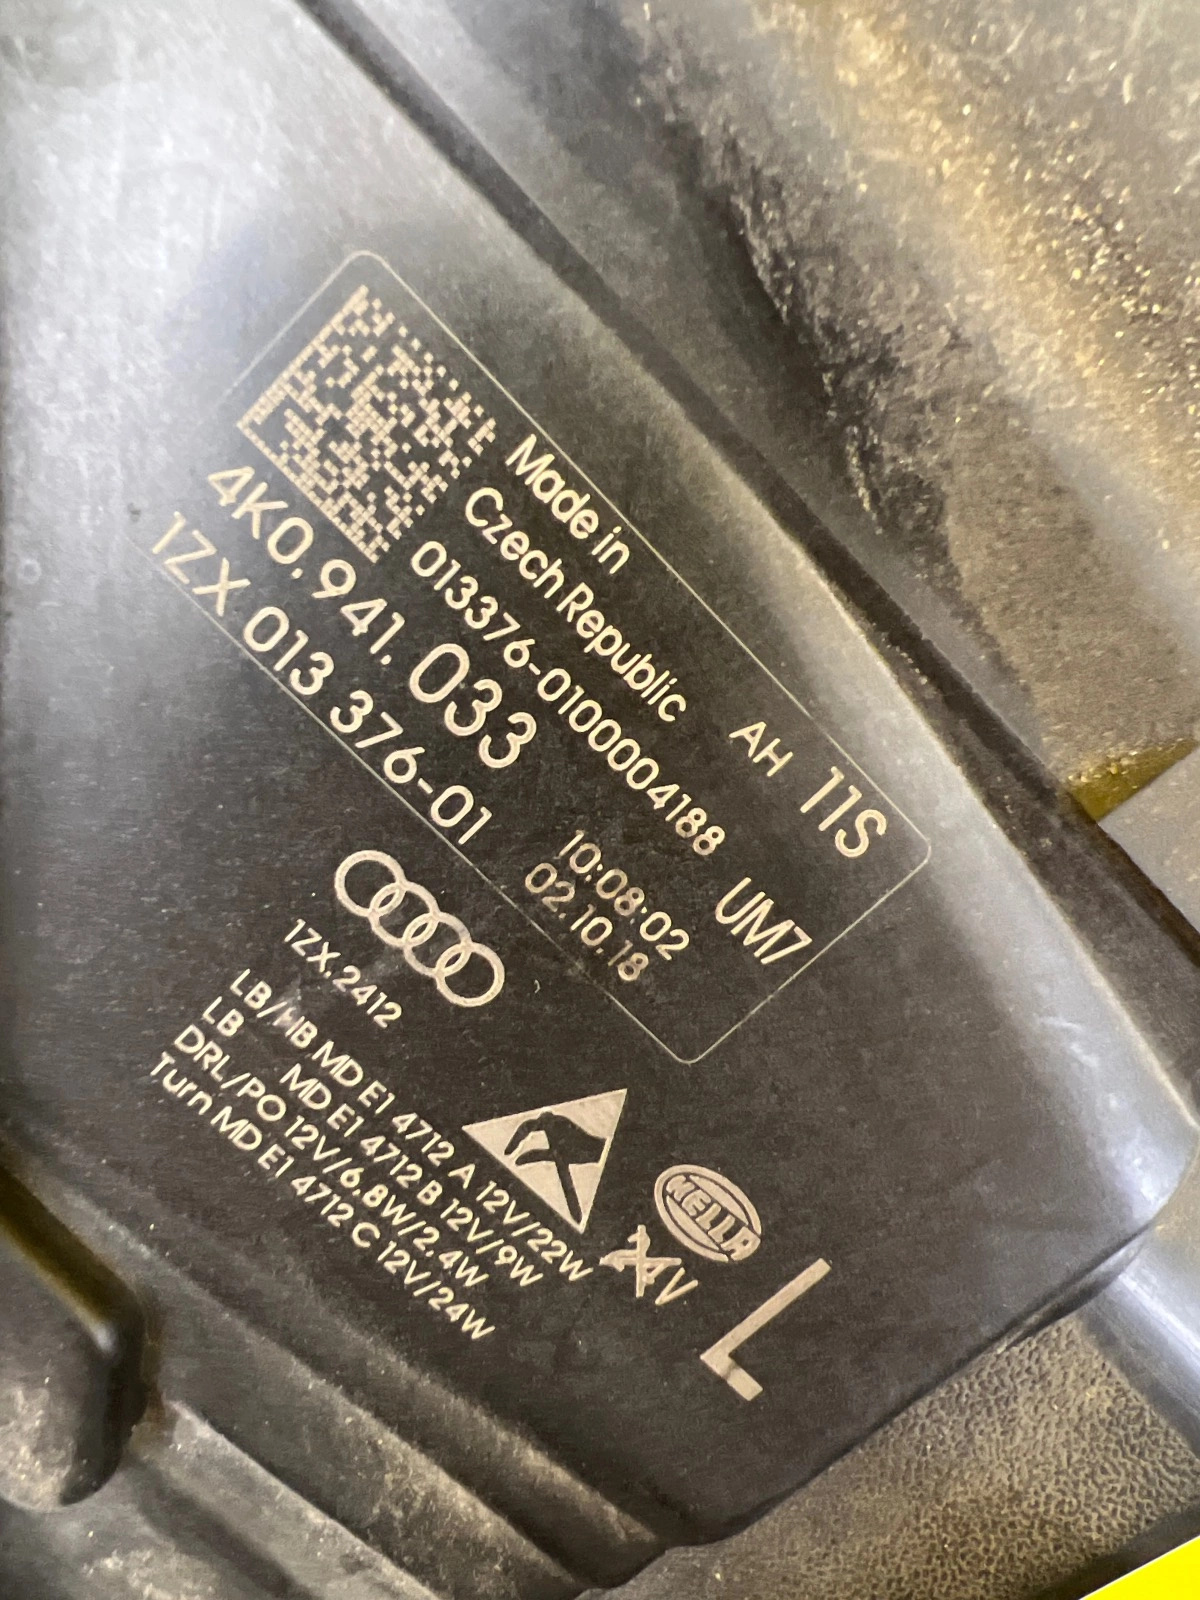 Made in
Czech Republic AH 11S
013376-0100004188 UM7
4K0.941.033 10:08:02
1ZX 013 376-01 02.10.18
1ZX.2412
LB/HB MD E1 4712 A 12V/22W
LB MD E1 4712 B 12V/9W
DRL/PO 12V/6.8W/2.4W
Turn MD E1 4712 C 12V/24W
HELLA
24V
L